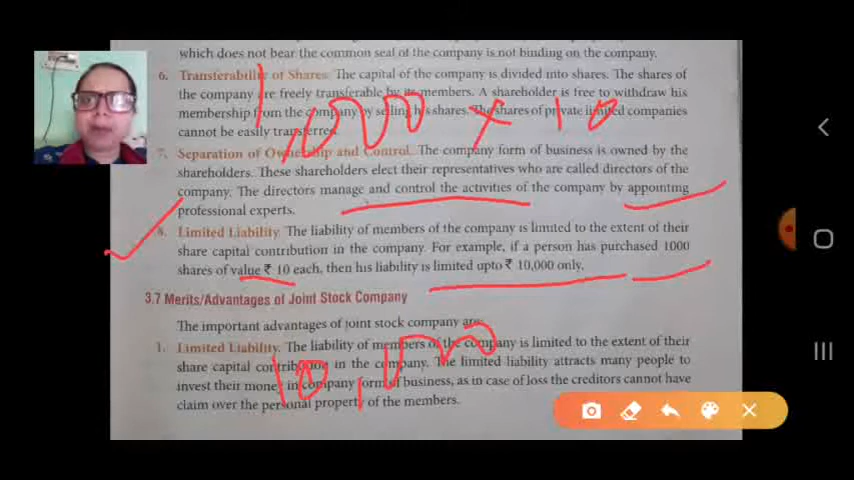 which does not bear the common seal of the company is not binding on the company.
6. Transferability of Shares. The capital of the company is divided into shares. The shares of
the company are freely transferable by its members. A shareholder is free to withdraw his
membership from the company by selling his shares. The shares of private limited companies
cannot be easily transferred.
1,000 × 10
7. Separation of Ownership and Control. The company form of business is owned by the
shareholders. These shareholders elect their representatives who are called directors of the
company. The directors manage and control the activities of the company by appointing
professional experts.
8. Limited Liability. The liability of members of the company is limited to the extent of their
share capital contribution in the company. For example, if a person has purchased 1000
shares of value ₹ 10 each, then his liability is limited upto ₹ 10,000 only.
3.7 Merits/Advantages of Joint Stock Company
The important advantages of joint stock company are:
1. Limited Liability. The liability of members of the company is limited to the extent of their
share capital contribution in the company. The limited liability attracts many people to
invest their money in company form of business, as in case of loss the creditors cannot have
claim over the personal property of the members.
10,000